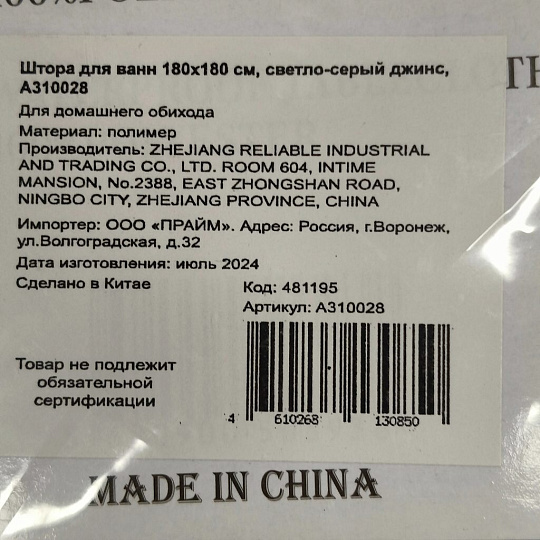 Штора для ванн 180х180 см, светло-серый джинс,
А310028
Для домашнего обихода
Материал: полимер
Производитель: ZHEJIANG RELIABLE INDUSTRIAL
AND TRADING CO., LTD. ROOM 604, INTIME
MANSION, No.2388, EAST ZHONGSHAN ROAD,
NINGBO CITY, ZHEJIANG PROVINCE, CHINA
Импортер: ООО «ПРАЙМ». Адрес: Россия, г.Воронеж,
ул.Волгоградская, д.32
Дата изготовления: июль 2024
Сделано в Китае
Код: 481195
Артикул: А310028
Товар не подлежит
обязательной
сертификации
4 610268 130850
MADE IN CHINA